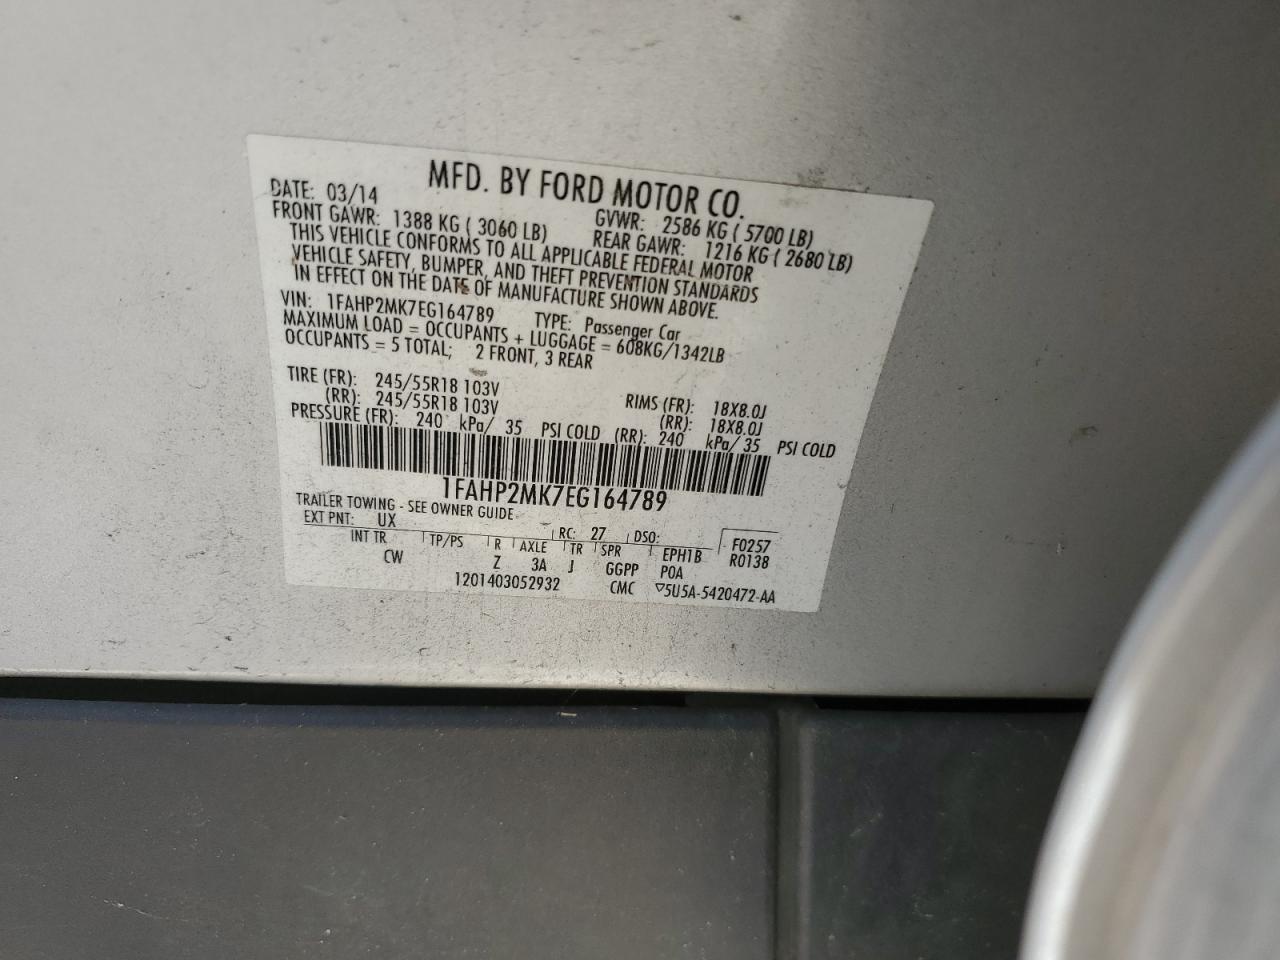 MFD. BY FORD MOTOR CO.
DATE: 03/14 GVWR: 2586 KG ( 5700 LB)
FRONT GAWR: 1388 KG ( 3060 LB) REAR GAWR: 1216 KG ( 2680 LB)
THIS VEHICLE CONFORMS TO ALL APPLICABLE FEDERAL MOTOR
VEHICLE SAFETY, BUMPER, AND THEFT PREVENTION STANDARDS
IN EFFECT ON THE DATE OF MANUFACTURE SHOWN ABOVE.
VIN: 1FAHP2MK7EG164789 TYPE: Passenger Car
MAXIMUM LOAD = OCCUPANTS + LUGGAGE = 608KG/1342LB
OCCUPANTS = 5 TOTAL; 2 FRONT, 3 REAR
TIRE (FR): 245/55R18 103V RIMS (FR): 18X8.0J
(RR): 245/55R18 103V (RR): 18X8.0J
PRESSURE (FR): 240 kPa/ 35 PSI COLD (RR): 240 kPa/ 35 PSI COLD
1FAHP2MK7EG164789
TRAILER TOWING - SEE OWNER GUIDE
EXT PNT: UX RC: 27 DSO: F0257
INT TR TP/PS R AXLE TR SPR EPH1B R0138
CW Z 3A J GGPP P0A
1201403052932 CMC ▽5U5A-5420472-AA